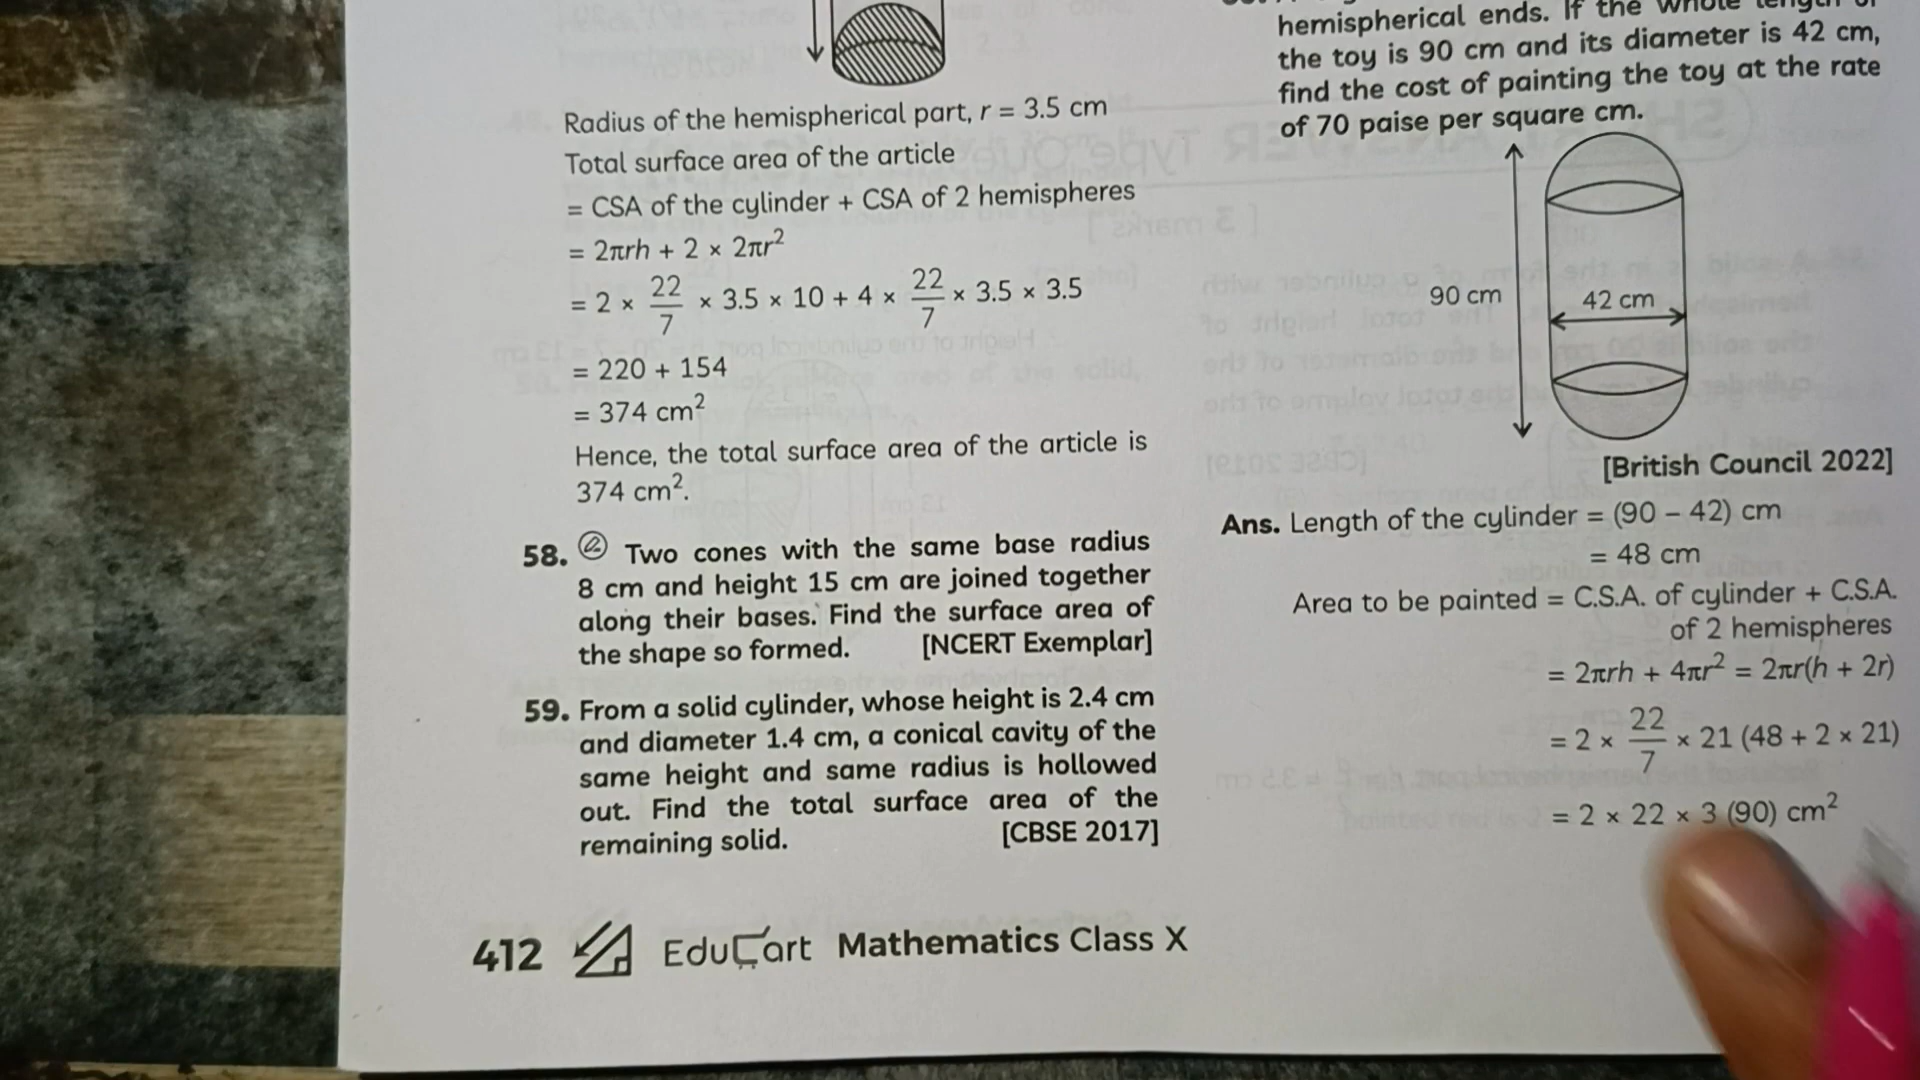 Radius of the hemispherical part, r = 3.5 cm
Total surface area of the article
= CSA of the cylinder + CSA of 2 hemispheres
= 2πrh + 2 × 2πr²
= 2 × 22/7 × 3.5 × 10 + 4 × 22/7 × 3.5 × 3.5
= 220 + 154
= 374 cm²
Hence, the total surface area of the article is
374 cm².
58. Two cones with the same base radius
8 cm and height 15 cm are joined together
along their bases. Find the surface area of
the shape so formed. [NCERT Exemplar]
59. From a solid cylinder, whose height is 2.4 cm
and diameter 1.4 cm, a conical cavity of the
same height and same radius is hollowed
out. Find the total surface area of the
remaining solid. [CBSE 2017]
412 EduCart Mathematics Class X
hemispherical ends. If the whole length of
the toy is 90 cm and its diameter is 42 cm,
find the cost of painting the toy at the rate
of 70 paise per square cm.
90 cm
42 cm
[British Council 2022]
Ans. Length of the cylinder = (90 – 42) cm
= 48 cm
Area to be painted = C.S.A. of cylinder + C.S.A.
of 2 hemispheres
= 2πrh + 4πr² = 2πr(h + 2r)
= 2 × 22/7 × 21 (48 + 2 × 21)
= 2 × 22 × 3 (90) cm²